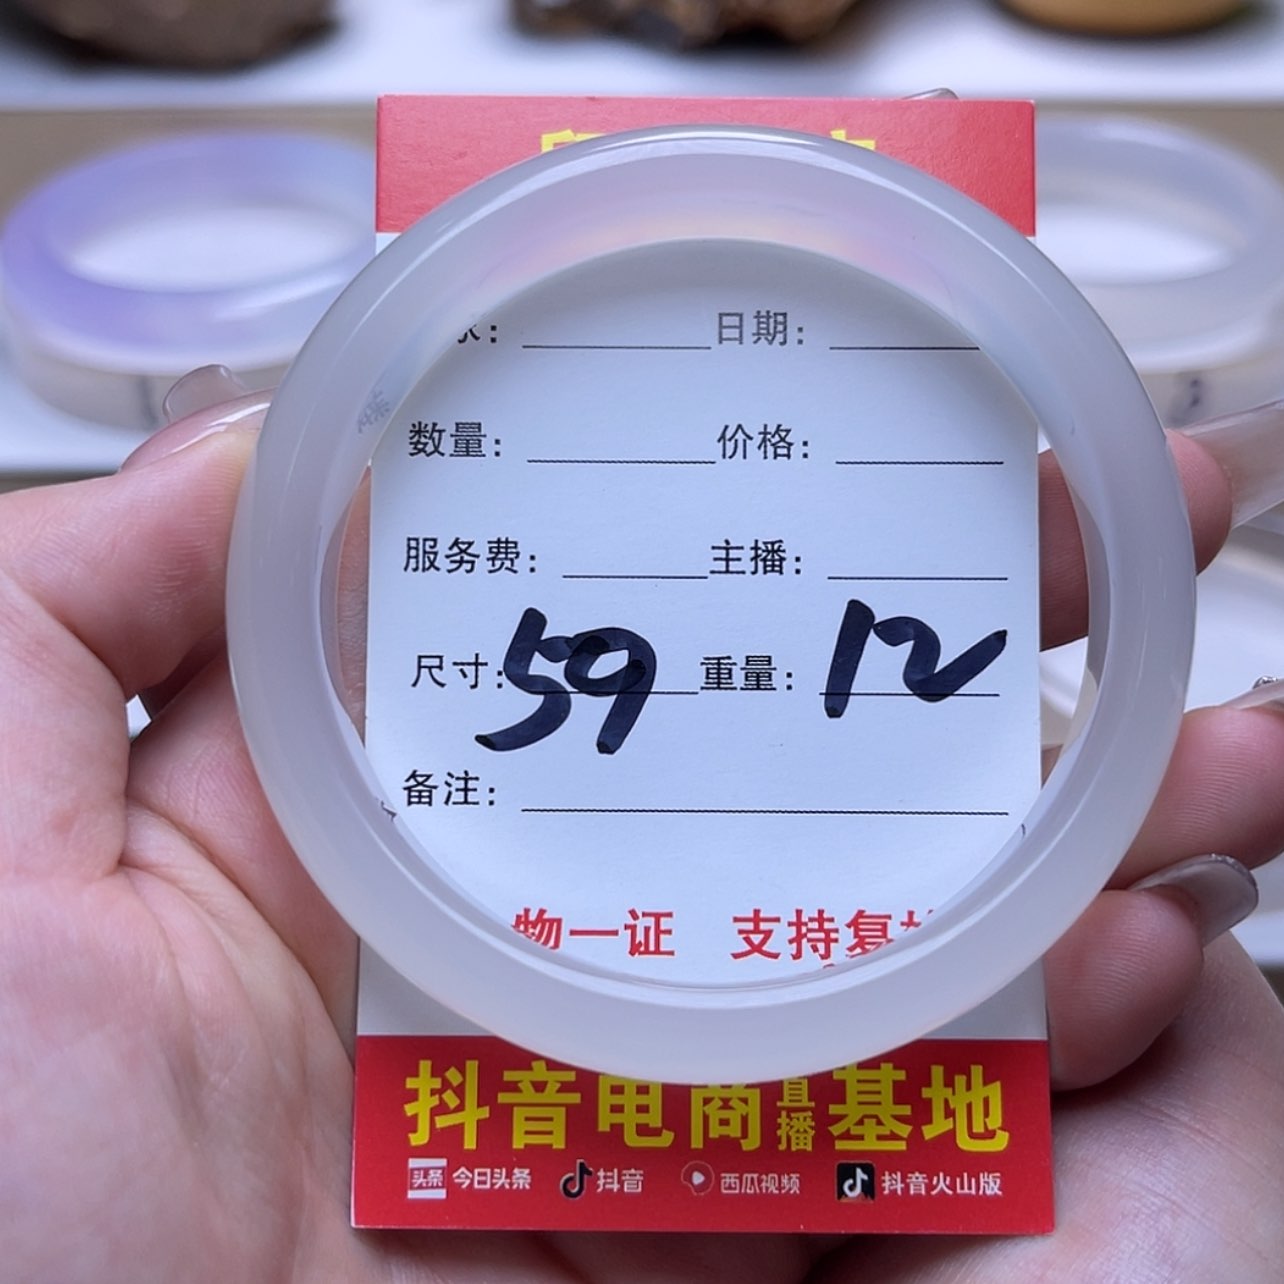 日期:
数量: 价格:
服务费: 主播:
尺寸: 59 重量: 12
备注:
物一证 支持复
抖音电商直播基地
头条 今日头条 抖音 西瓜视频 抖音火山版